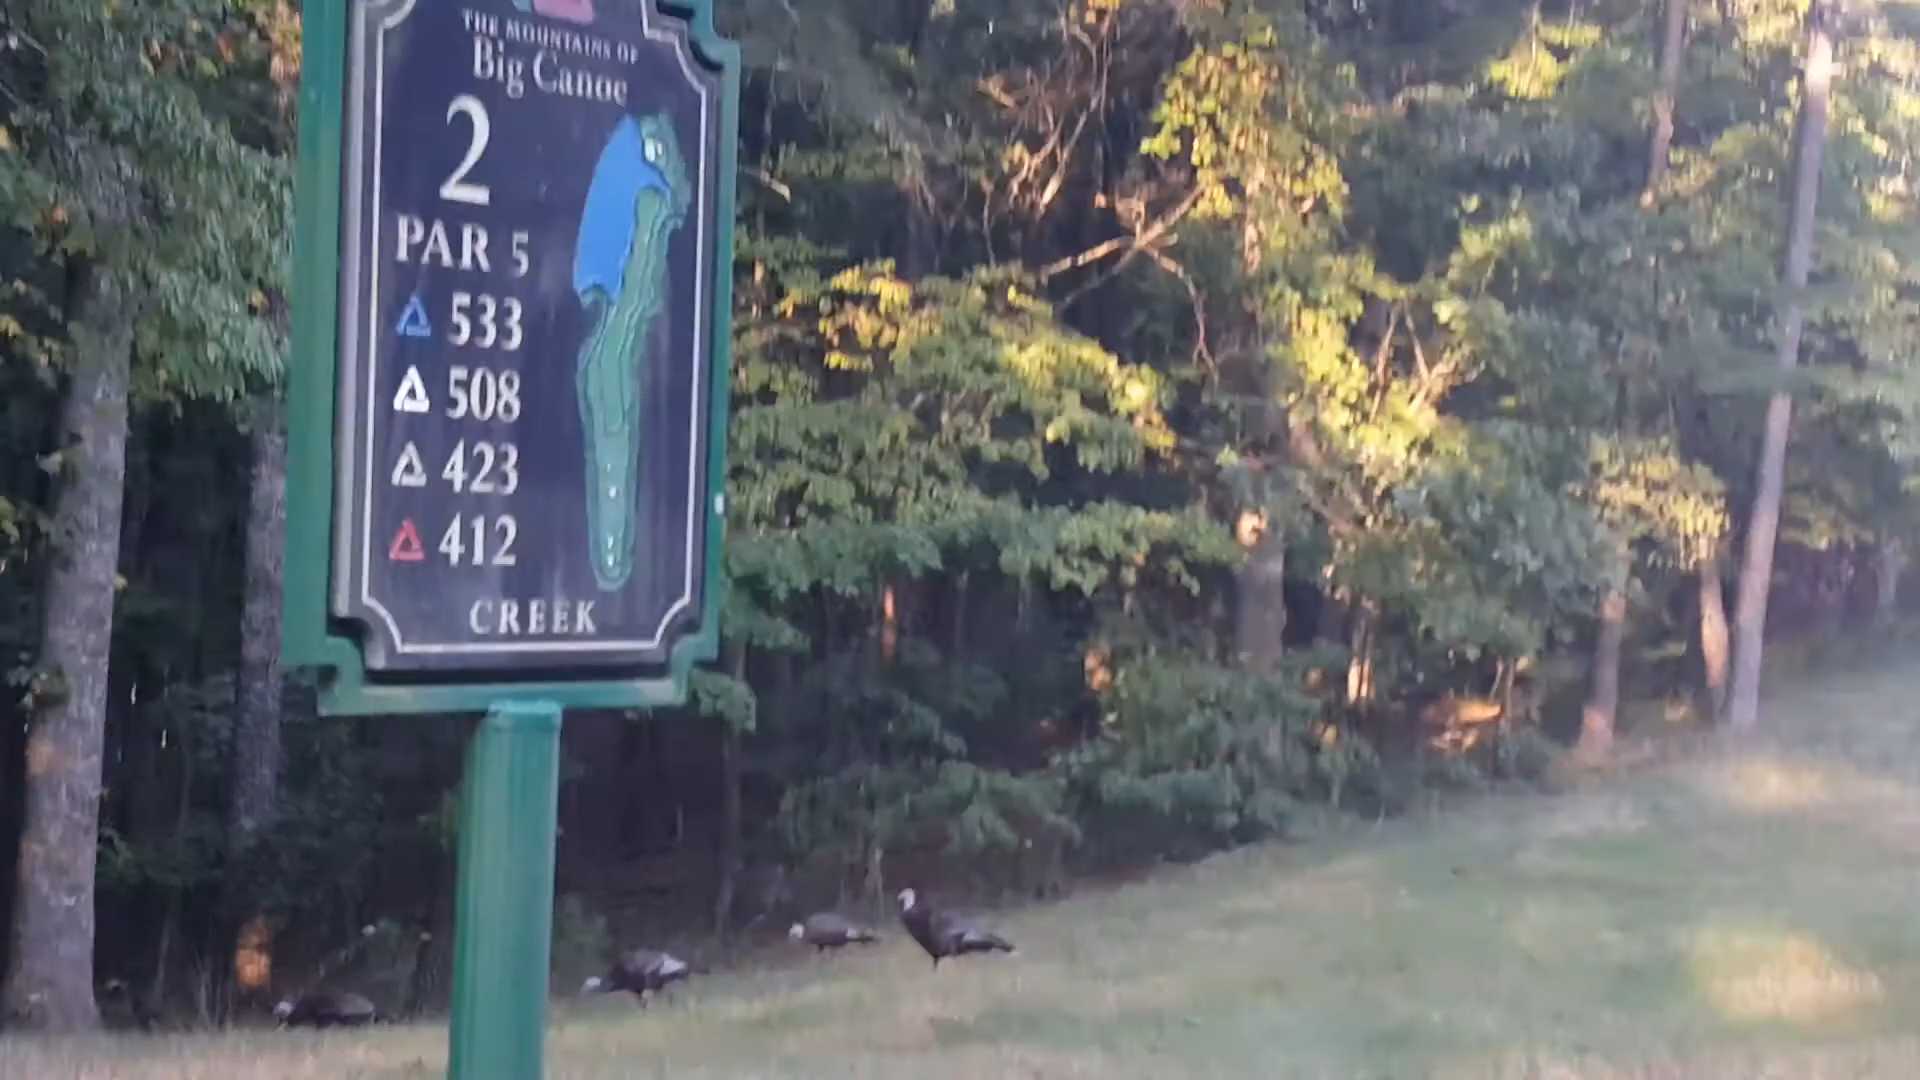 THE MOUNTAINS OF
Big Canoe
2
PAR 5
533
508
423
412
CREEK